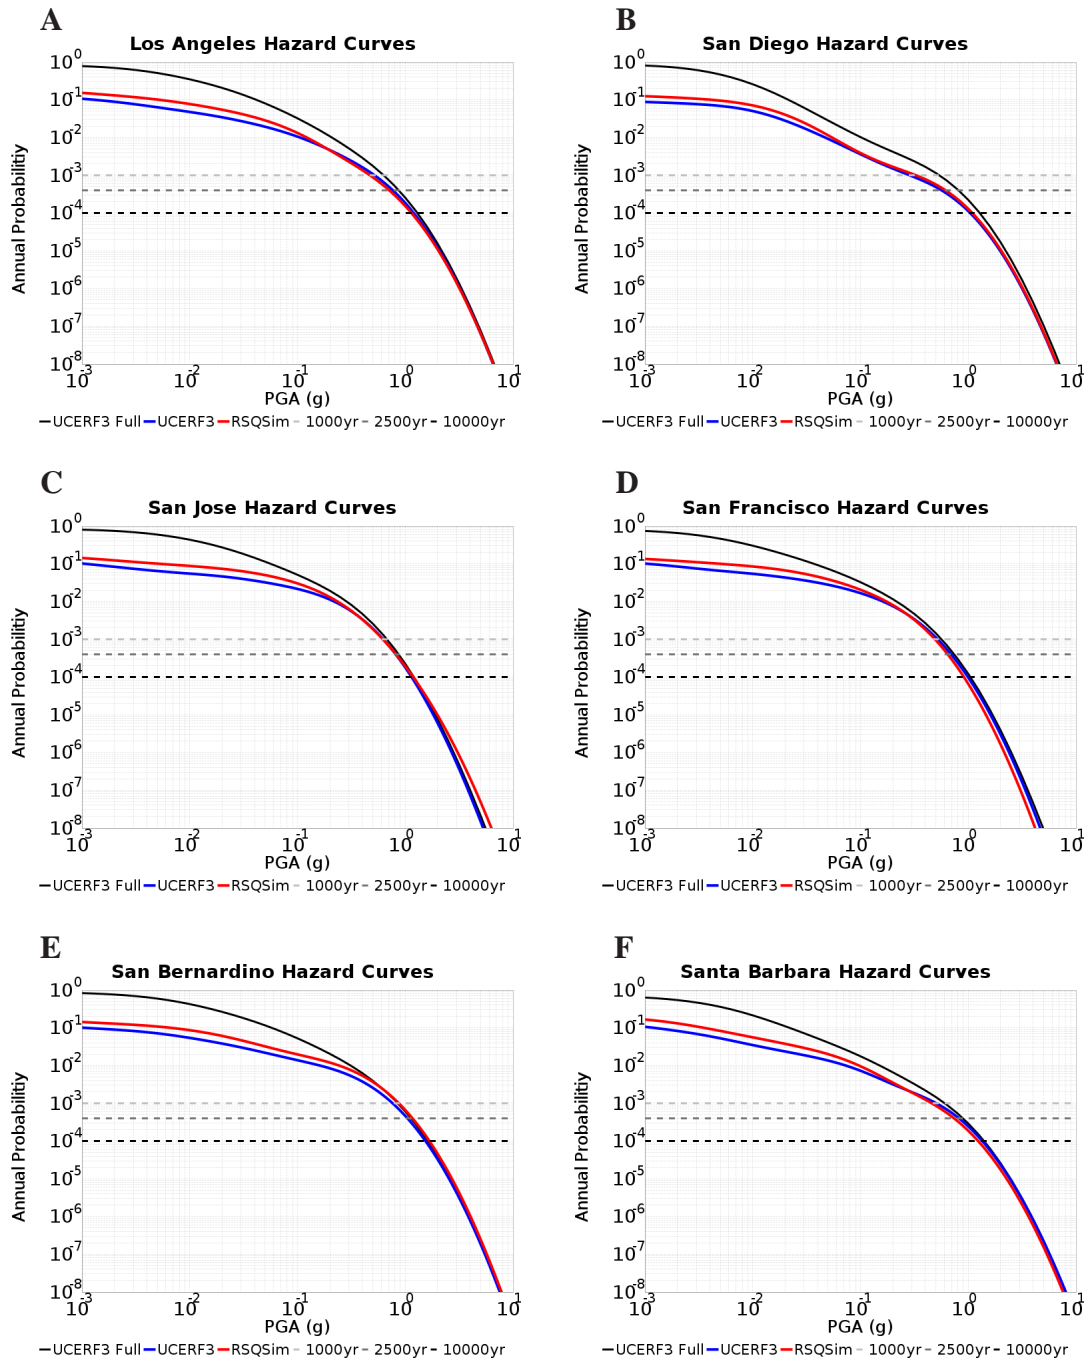 A
Los Angeles Hazard Curves
10^0
10^-1
10^-2
10^-3
10^-4
10^-5
10^-6
10^-7
10^-8
Annual Probabilitiy
10^-3 10^-2 10^-1 10^0 10^1
PGA (g)
UCERF3 Full UCERF3 RSQSim 1000yr 2500yr 10000yr
B
San Diego Hazard Curves
10^0
10^-1
10^-2
10^-3
10^-4
10^-5
10^-6
10^-7
10^-8
Annual Probabilitiy
10^-3 10^-2 10^-1 10^0 10^1
PGA (g)
UCERF3 Full UCERF3 RSQSim 1000yr 2500yr 10000yr
C
San Jose Hazard Curves
10^0
10^-1
10^-2
10^-3
10^-4
10^-5
10^-6
10^-7
10^-8
Annual Probabilitiy
10^-3 10^-2 10^-1 10^0 10^1
PGA (g)
UCERF3 Full UCERF3 RSQSim 1000yr 2500yr 10000yr
D
San Francisco Hazard Curves
10^0
10^-1
10^-2
10^-3
10^-4
10^-5
10^-6
10^-7
10^-8
Annual Probabilitiy
10^-3 10^-2 10^-1 10^0 10^1
PGA (g)
UCERF3 Full UCERF3 RSQSim 1000yr 2500yr 10000yr
E
San Bernardino Hazard Curves
10^0
10^-1
10^-2
10^-3
10^-4
10^-5
10^-6
10^-7
10^-8
Annual Probabilitiy
10^-3 10^-2 10^-1 10^0 10^1
PGA (g)
UCERF3 Full UCERF3 RSQSim 1000yr 2500yr 10000yr
F
Santa Barbara Hazard Curves
10^0
10^-1
10^-2
10^-3
10^-4
10^-5
10^-6
10^-7
10^-8
Annual Probabilitiy
10^-3 10^-2 10^-1 10^0 10^1
PGA (g)
UCERF3 Full UCERF3 RSQSim 1000yr 2500yr 10000yr